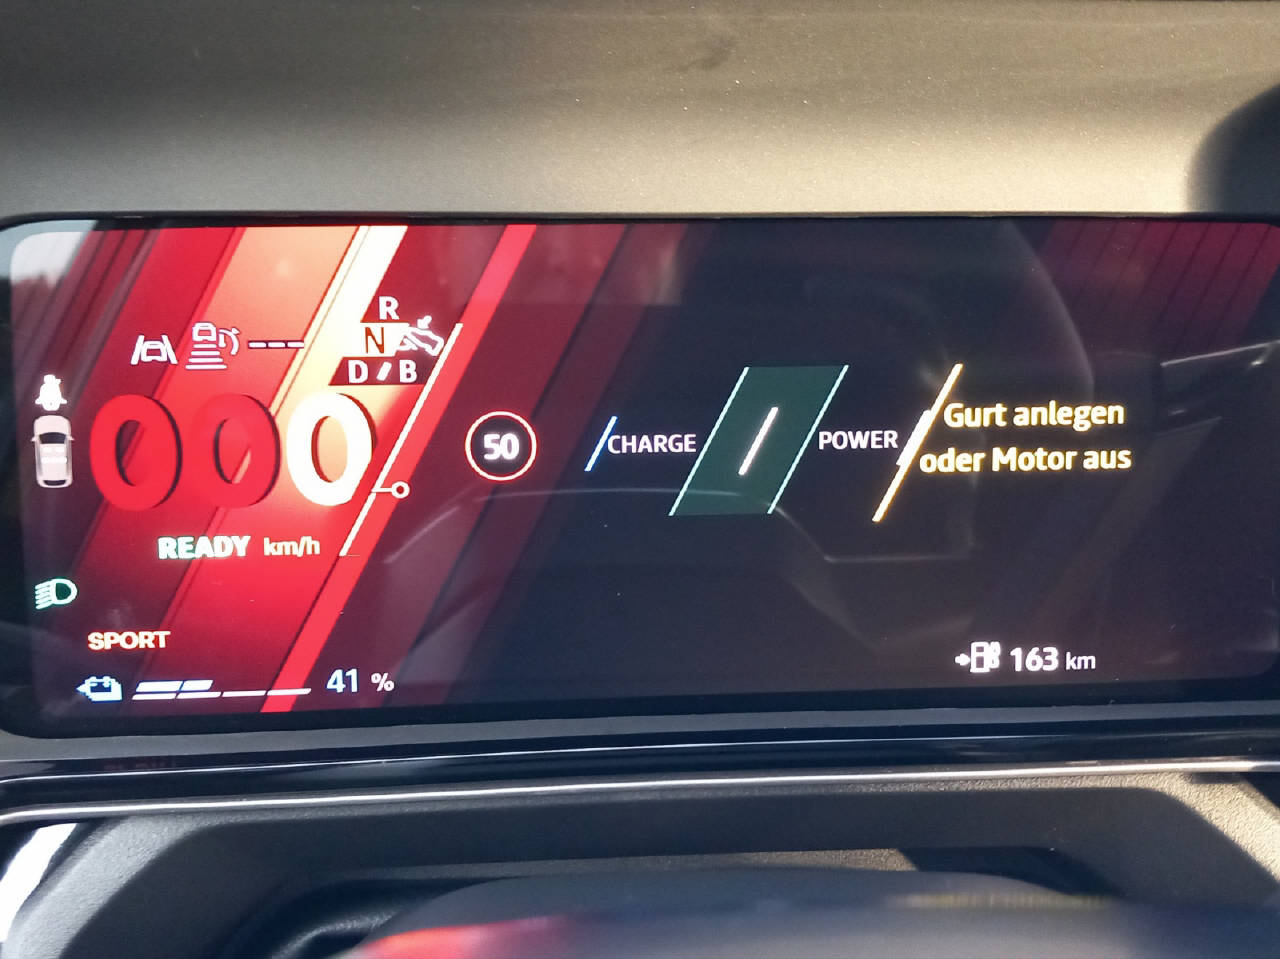 R
N
D / B
000
READY km/h
50
CHARGE
POWER
Gurt anlegen
oder Motor aus
SPORT
41 %
163 km